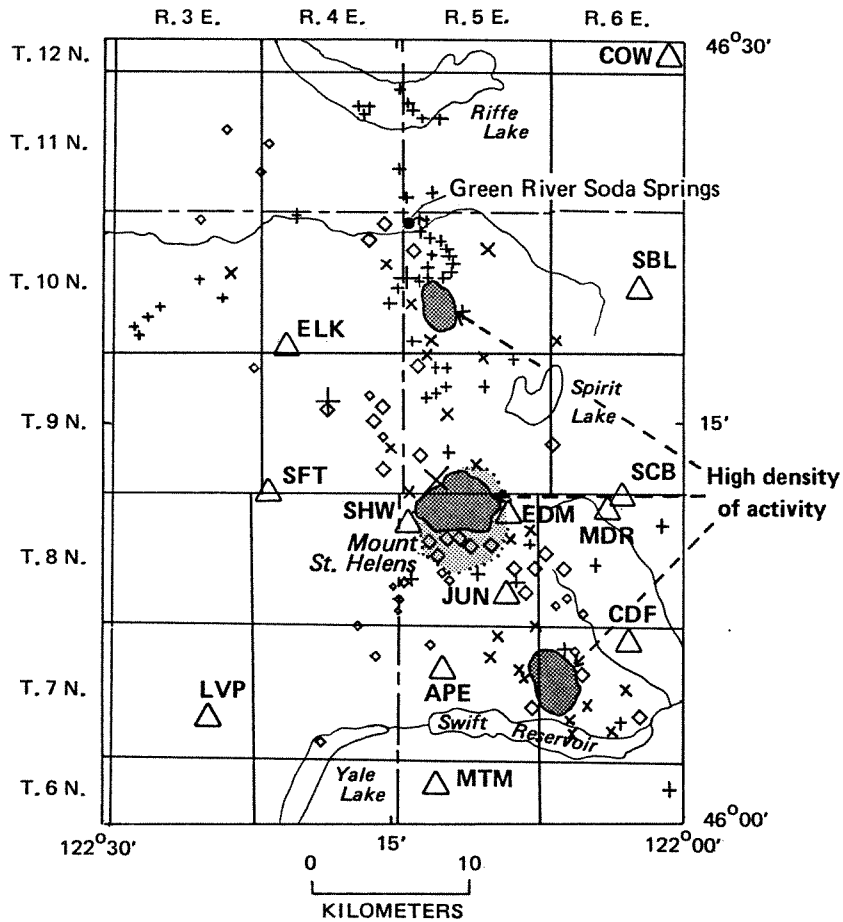 R. 3 E. R. 4 E. R. 5 E. R. 6 E.
T. 12 N.
COW
46°30'
Riffe
Lake
T. 11 N.
Green River Soda Springs
SBL
T. 10 N.
ELK
Spirit
Lake
T. 9 N.
15'
SFT
SCB
High density
of activity
SHW
EDM
MDR
Mount
St. Helens
T. 8 N.
JUN
CDF
T. 7 N.
LVP
APE
Swift Reservoir
Yale
Lake
MTM
T. 6 N.
46°00'
122°30'
15'
122°00'
0 10
KILOMETERS